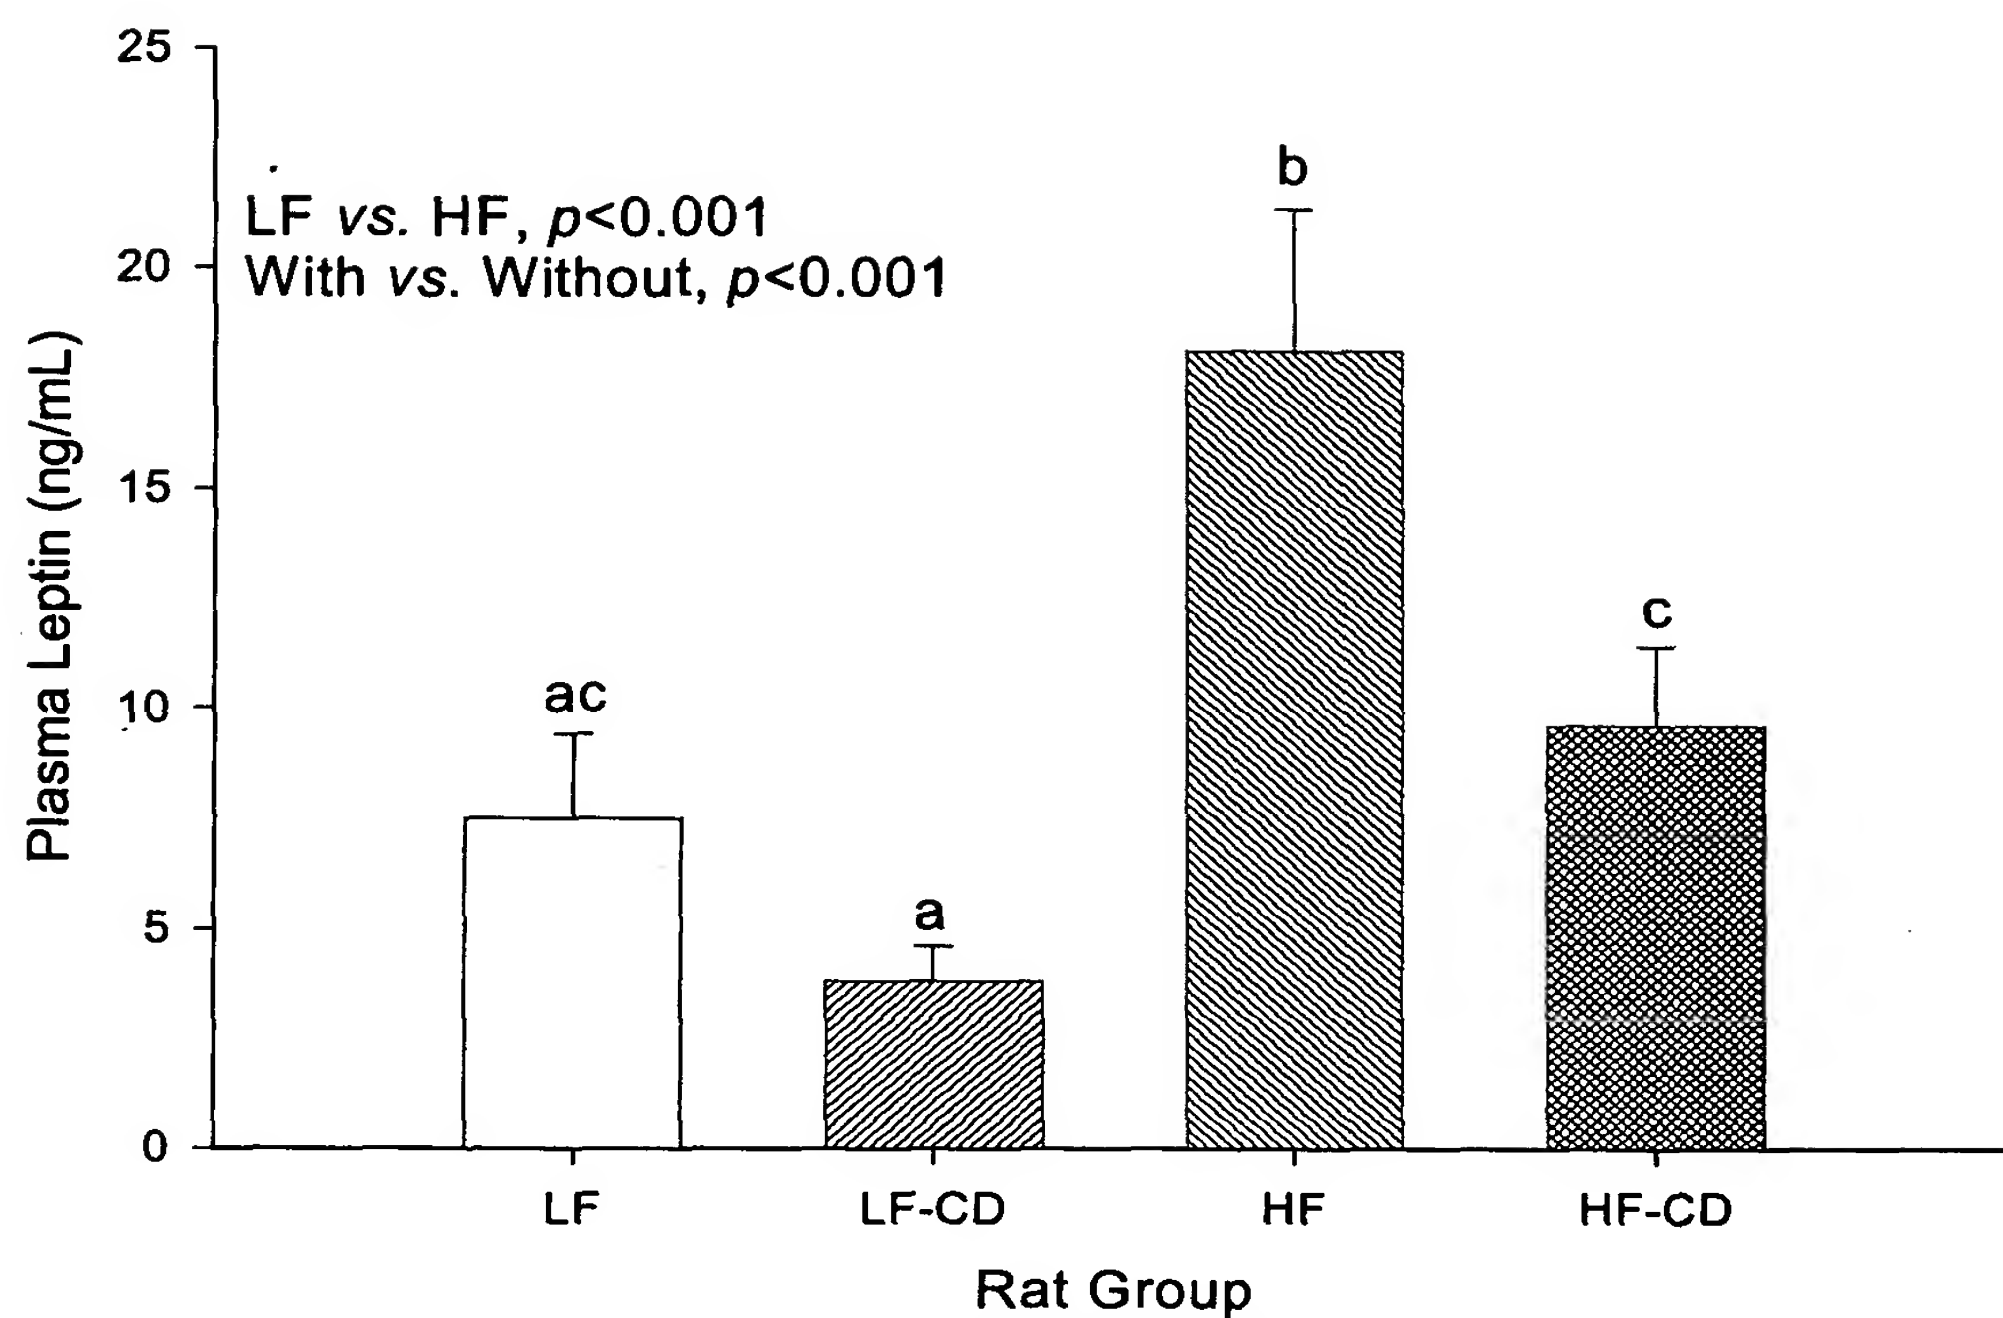 25
LF vs. HF, p<0.001
With vs. Without, p<0.001
20
15
10
5
0
Plasma Leptin (ng/mL)
ac
a
b
c
LF
LF-CD
HF
HF-CD
Rat Group